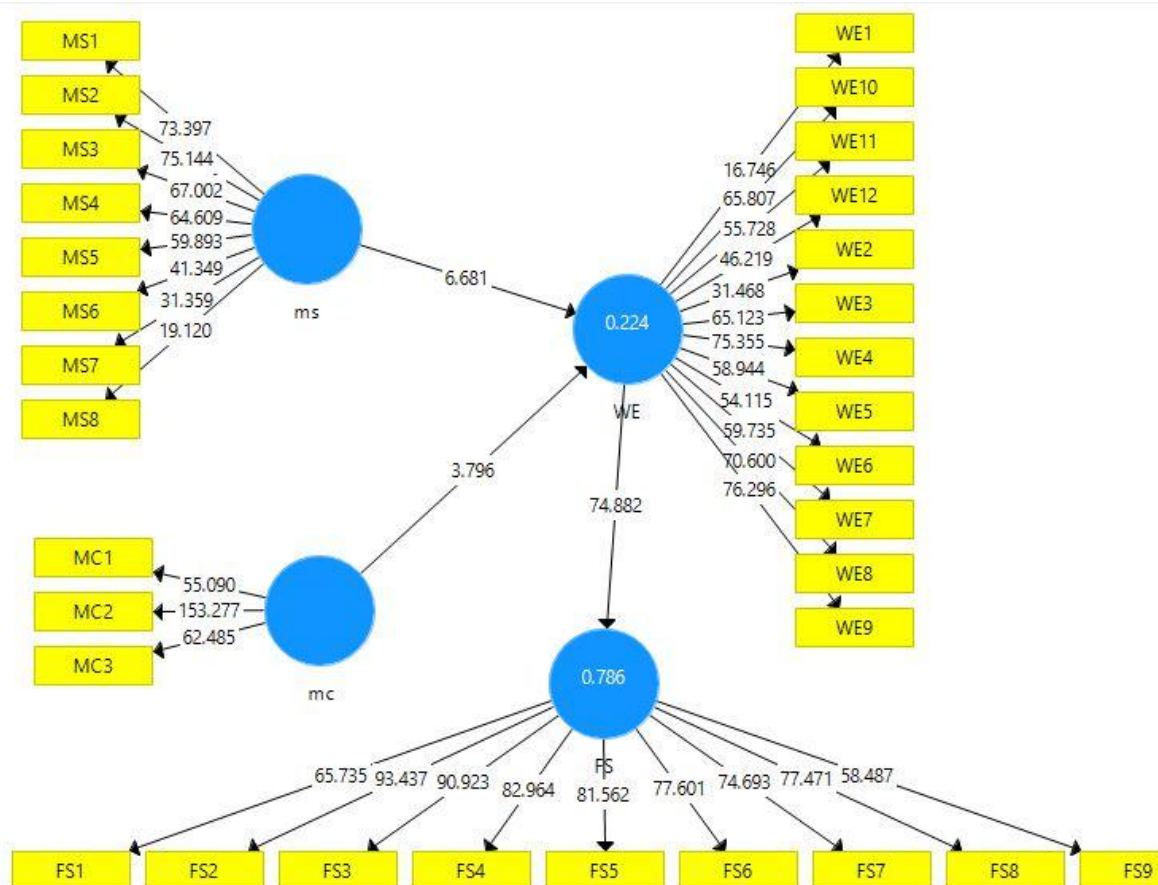 MS1
MS2
MS3
MS4
MS5
MS6
MS7
MS8
73.397
75.144
67.002
64.609
59.893
41.349
31.359
19.120
ms
6.681
0.224
WE
16.746
65.807
55.728
46.219
31.468
65.123
75.355
58.944
54.115
59.735
70.600
76.296
WE1
WE10
WE11
WE12
WE2
WE3
WE4
WE5
WE6
WE7
WE8
WE9
3.796
74.882
MC1
MC2
MC3
55.090
153.277
62.485
mc
0.786
FS
65.735
93.437
90.923
82.964
81.562
77.601
74.693
77.471
58.487
FS1
FS2
FS3
FS4
FS5
FS6
FS7
FS8
FS9